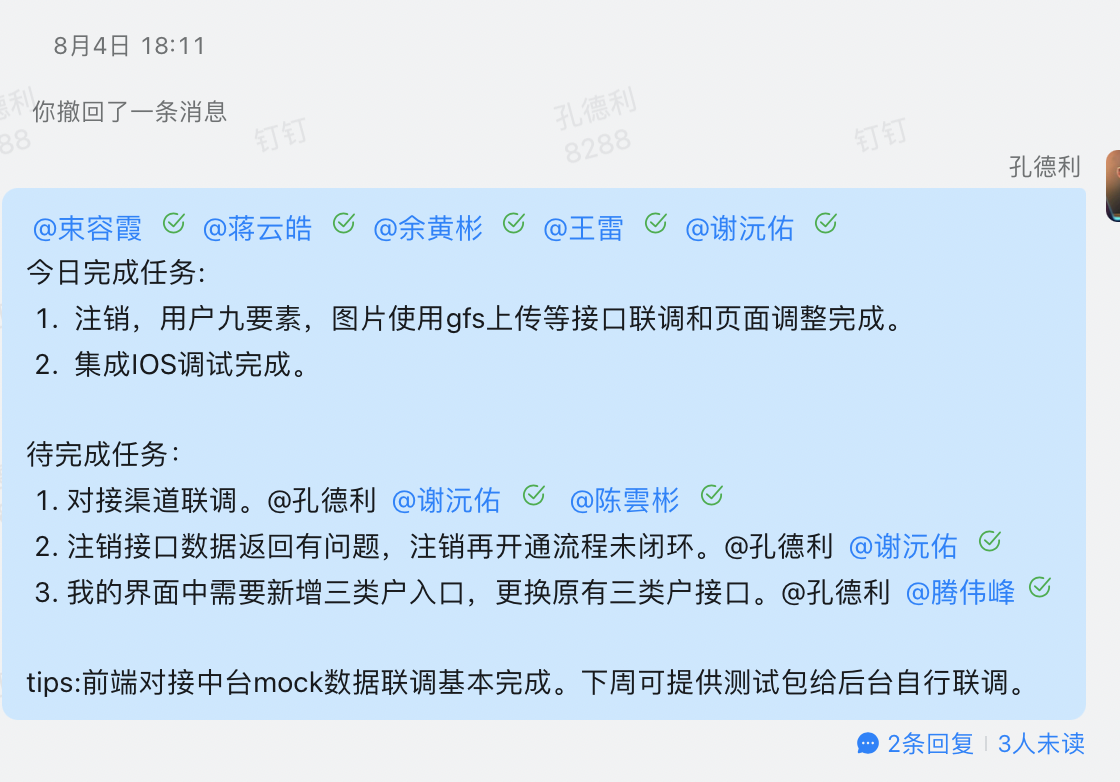 8月4日 18:11
你撤回了一条消息
孔德利
8288
钉钉
孔德利
8288
钉钉
孔德利
@束容霞 @蒋云皓 @余黄彬 @王雷 @谢沅佑
今日完成任务:
1. 注销，用户九要素，图片使用gfs上传等接口联调和页面调整完成。
2. 集成IOS调试完成。
待完成任务：
1. 对接渠道联调。@孔德利 @谢沅佑 @陈雲彬
2. 注销接口数据返回有问题，注销再开通流程未闭环。@孔德利 @谢沅佑
3. 我的界面中需要新增三类户入口，更换原有三类户接口。@孔德利 @腾伟峰
tips:前端对接中台mock数据联调基本完成。下周可提供测试包给后台自行联调。
2条回复 | 3人未读